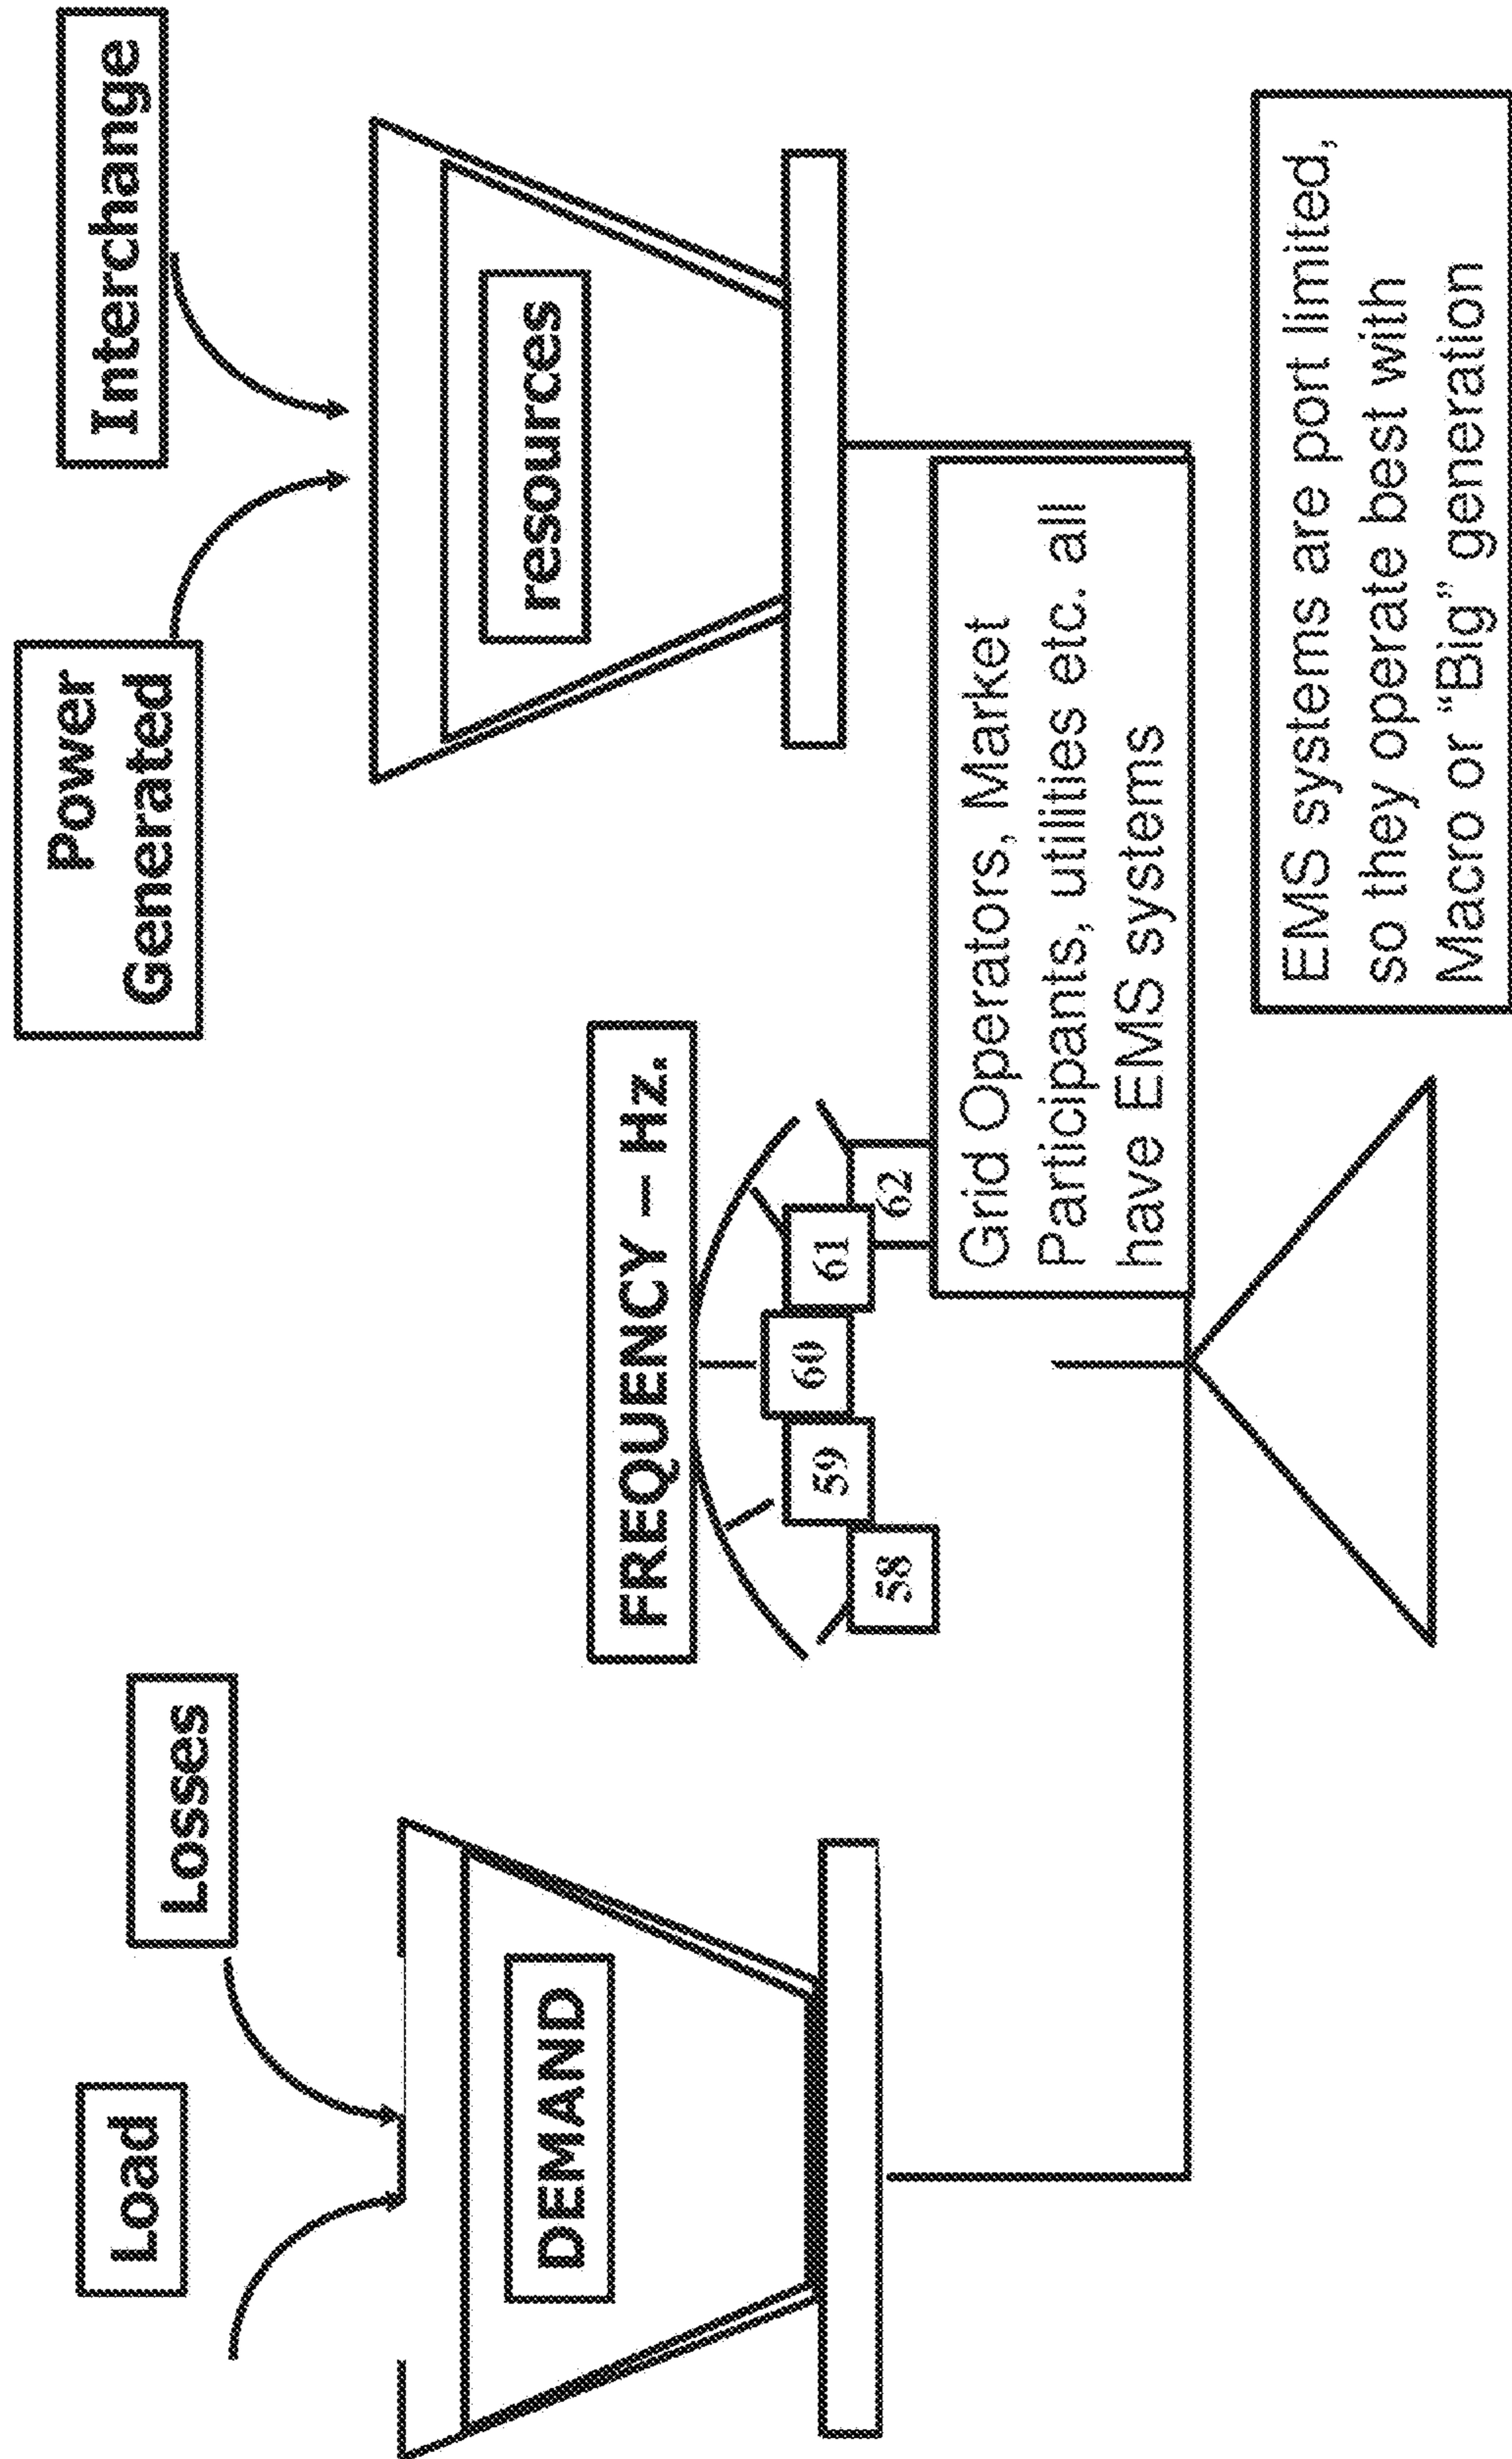 Load
Losses
Power
Generated
Interchange
DEMAND
FREQUENCY – Hz.
58
59
60
61
62
resources
Grid Operators, Market
Participants, utilities etc. all
have EMS systems
EMS systems are port limited,
so they operate best with
Macro or “Big” generation